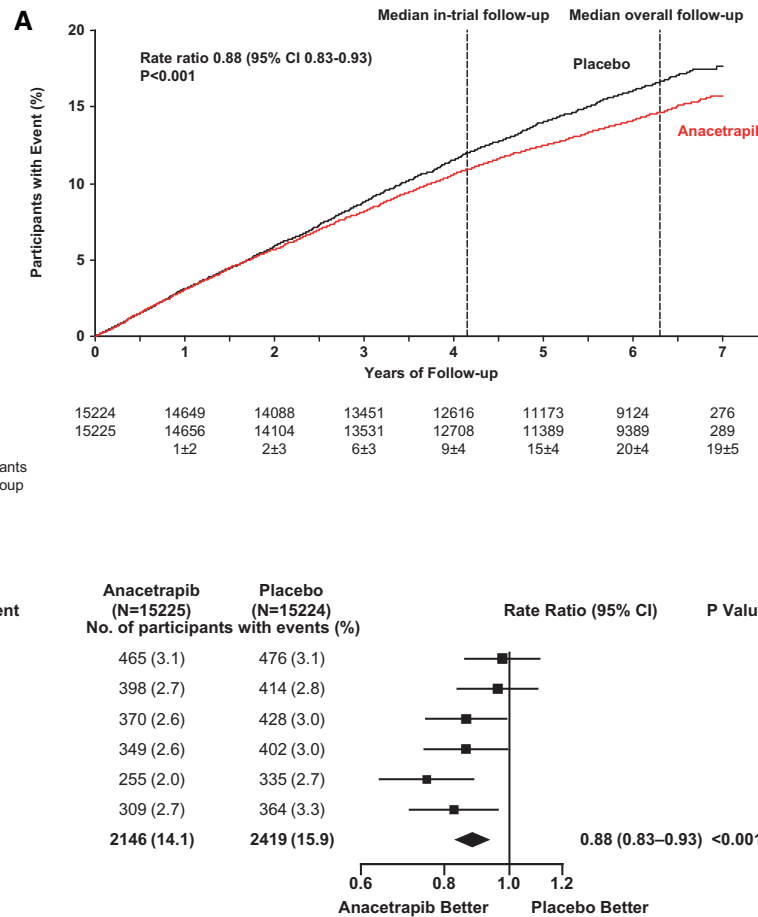 A
Median in-trial follow-up Median overall follow-up
20
Rate ratio 0.88 (95% CI 0.83-0.93)
P<0.001
Placebo
15
Anacetrapib
10
5
0
Participants with Event (%)
0 1 2 3 4 5 6 7
Years of Follow-up
15224 14649 14088 13451 12616 11173 9124 276
15225 14656 14104 13531 12708 11389 9389 289
1±2 2±3 6±3 9±4 15±4 20±4 19±5
ants
oup
Anacetrapib Placebo
ent (N=15225) (N=15224) Rate Ratio (95% CI) P Valu
No. of participants with events (%)
465 (3.1) 476 (3.1)
398 (2.7) 414 (2.8)
370 (2.6) 428 (3.0)
349 (2.6) 402 (3.0)
255 (2.0) 335 (2.7)
309 (2.7) 364 (3.3)
2146 (14.1) 2419 (15.9) 0.88 (0.83–0.93) <0.001
0.6 0.8 1.0 1.2
Anacetrapib Better Placebo Better